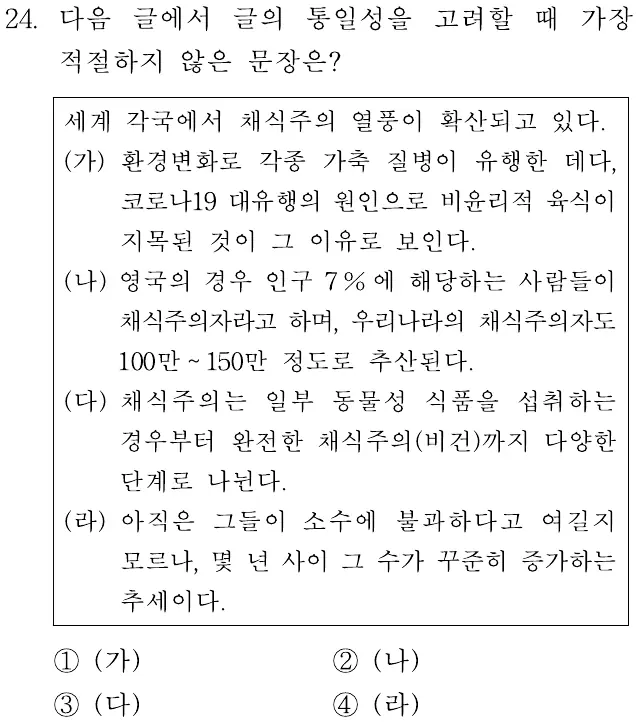 24. 다음 글에서 글의 통일성을 고려할 때 가장
적절하지 않은 문장은?
세계 각국에서 채식주의 열풍이 확산되고 있다.
(가) 환경변화로 각종 가축 질병이 유행한 데다,
코로나19 대유행의 원인으로 비윤리적 육식이
지목된 것이 그 이유로 보인다.
(나) 영국의 경우 인구 7%에 해당하는 사람들이
채식주의자라고 하며, 우리나라의 채식주의자도
100만~150만 정도로 추산된다.
(다) 채식주의는 일부 동물성 식품을 섭취하는
경우부터 완전한 채식주의(비건)까지 다양한
단계로 나뉜다.
(라) 아직은 그들이 소수에 불과하다고 여길지
모르나, 몇 년 사이 그 수가 꾸준히 증가하는
추세이다.
① (가) ② (나)
③ (다) ④ (라)